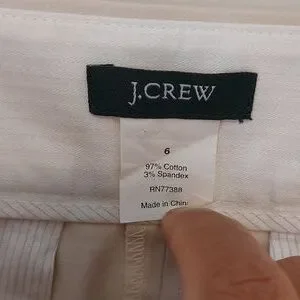 J.CREW
6
97% Cotton
3% Spandex
RN77388
Made in China